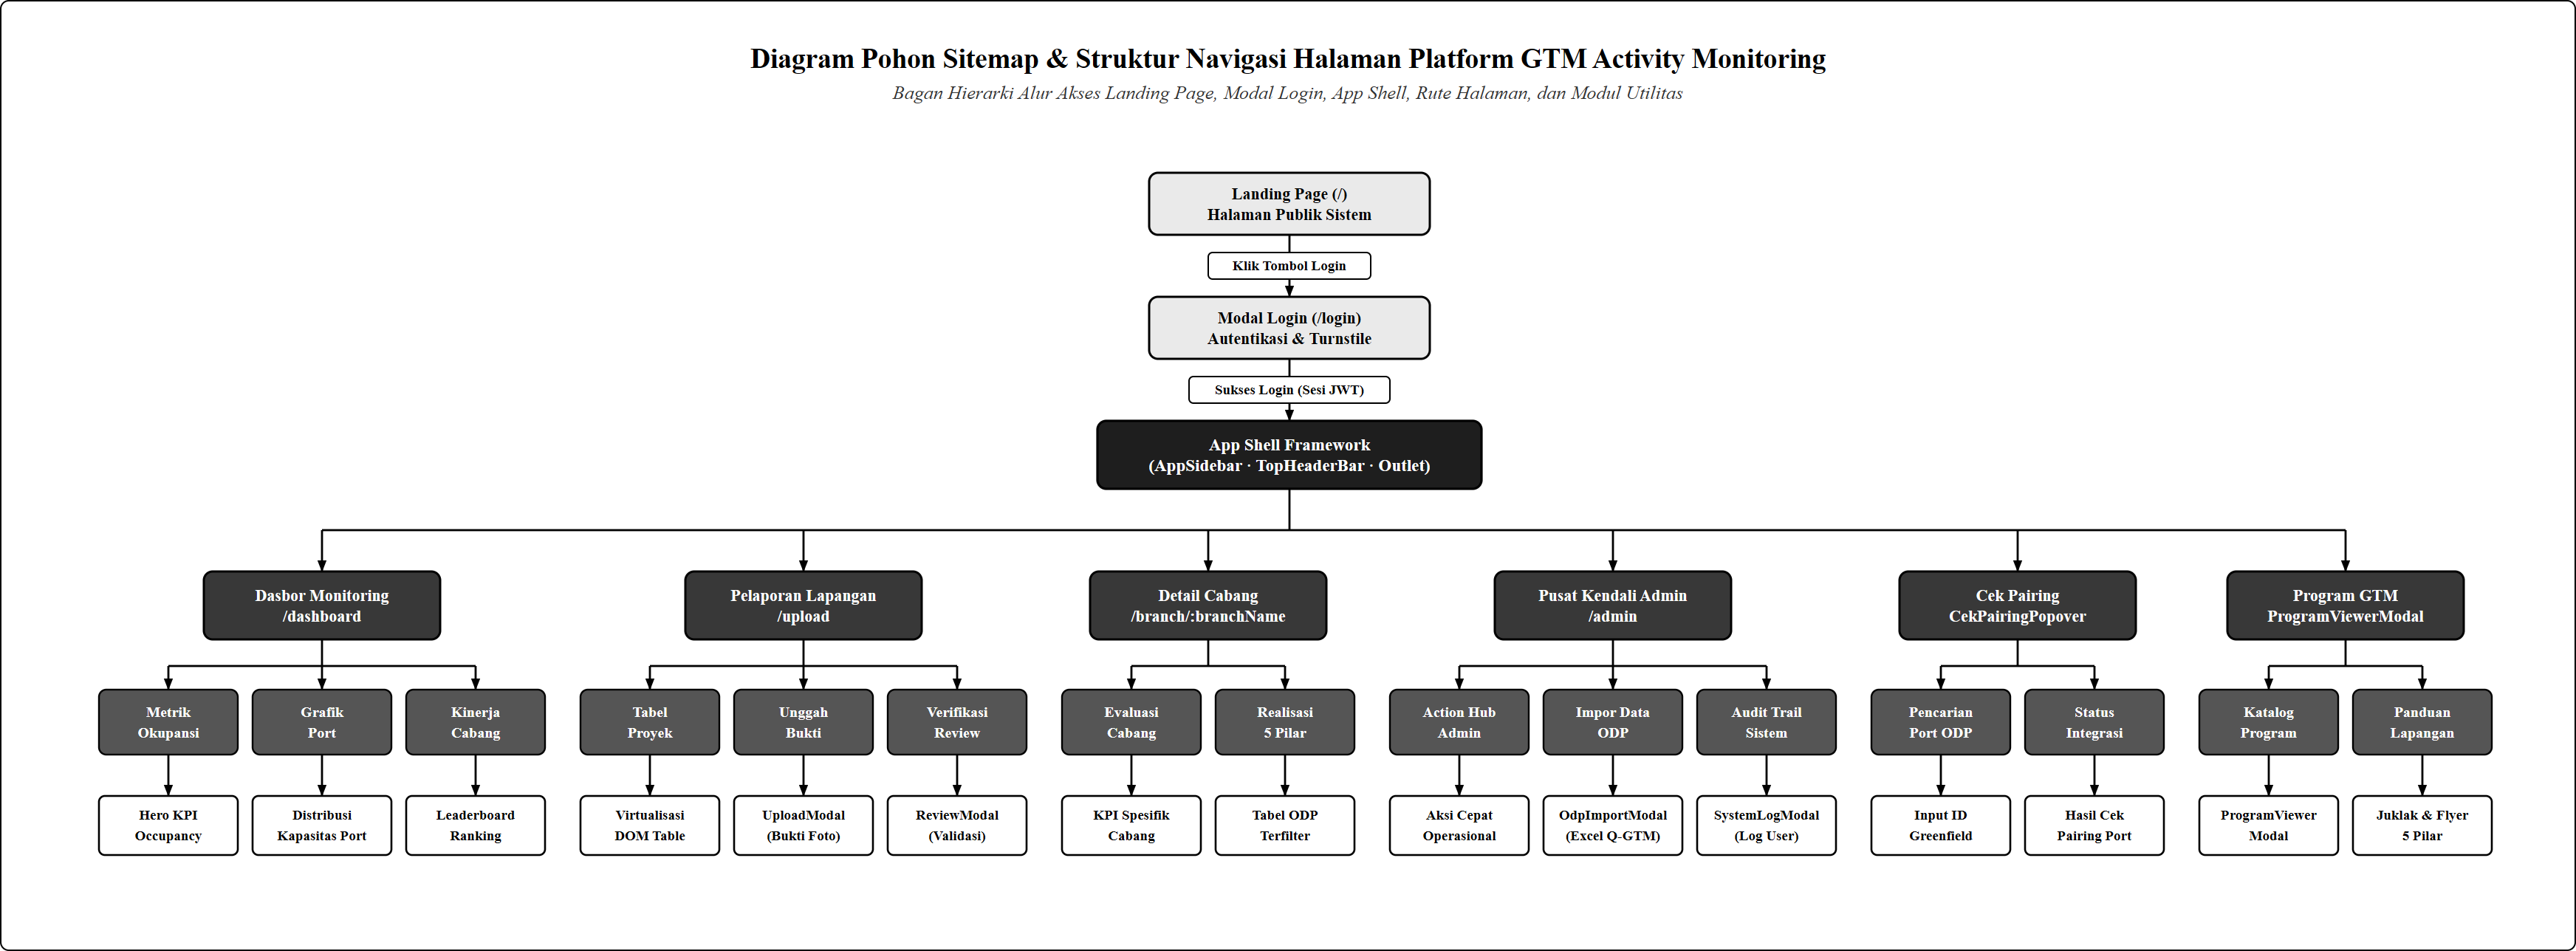 Diagram Pohon Sitemap & Struktur Navigasi Halaman Platform GTM Activity Monitoring
Bagan Hierarki Alur Akses Landing Page, Modal Login, App Shell, Rute Halaman, dan Modul Utilitas
Landing Page (/)
Halaman Publik Sistem
Klik Tombol Login
Modal Login (/login)
Autentikasi & Turnstile
Sukses Login (Sesi JWT)
App Shell Framework
(AppSidebar · TopHeaderBar · Outlet)
Dasbor Monitoring
/dashboard
Pelaporan Lapangan
/upload
Detail Cabang
/branch/:branchName
Pusat Kendali Admin
/admin
Cek Pairing
CekPairingPopover
Program GTM
ProgramViewerModal
Metrik
Okupansi
Grafik
Port
Kinerja
Cabang
Tabel
Proyek
Unggah
Bukti
Verifikasi
Review
Evaluasi
Cabang
Realisasi
5 Pilar
Action Hub
Admin
Impor Data
ODP
Audit Trail
Sistem
Pencarian
Port ODP
Status
Integrasi
Katalog
Program
Panduan
Lapangan
Hero KPI
Occupancy
Distribusi
Kapasitas Port
Leaderboard
Ranking
Virtualisasi
DOM Table
UploadModal
(Bukti Foto)
ReviewModal
(Validasi)
KPI Spesifik
Cabang
Tabel ODP
Terfilter
Aksi Cepat
Operasional
OdpImportModal
(Excel Q-GTM)
SystemLogModal
(Log User)
Input ID
Greenfield
Hasil Cek
Pairing Port
ProgramViewer
Modal
Juklak & Flyer
5 Pilar